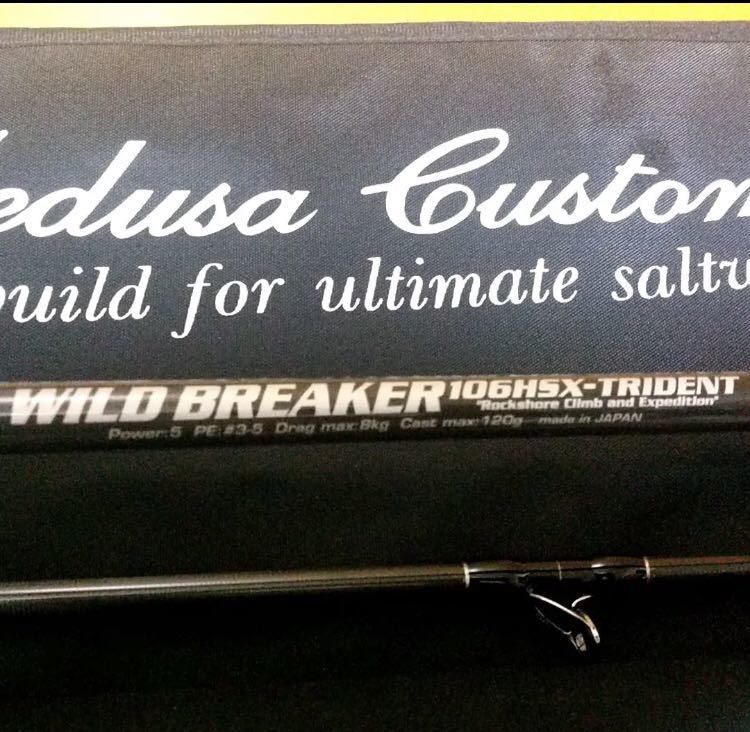 edusa Custom
build for ultimate saltw
WILD BREAKER 106HSX-TRIDENT
"Rockshore Climb and Expedition"
Power:5 PE:#3-5 Drag max:8kg Cast max:120g made in JAPAN